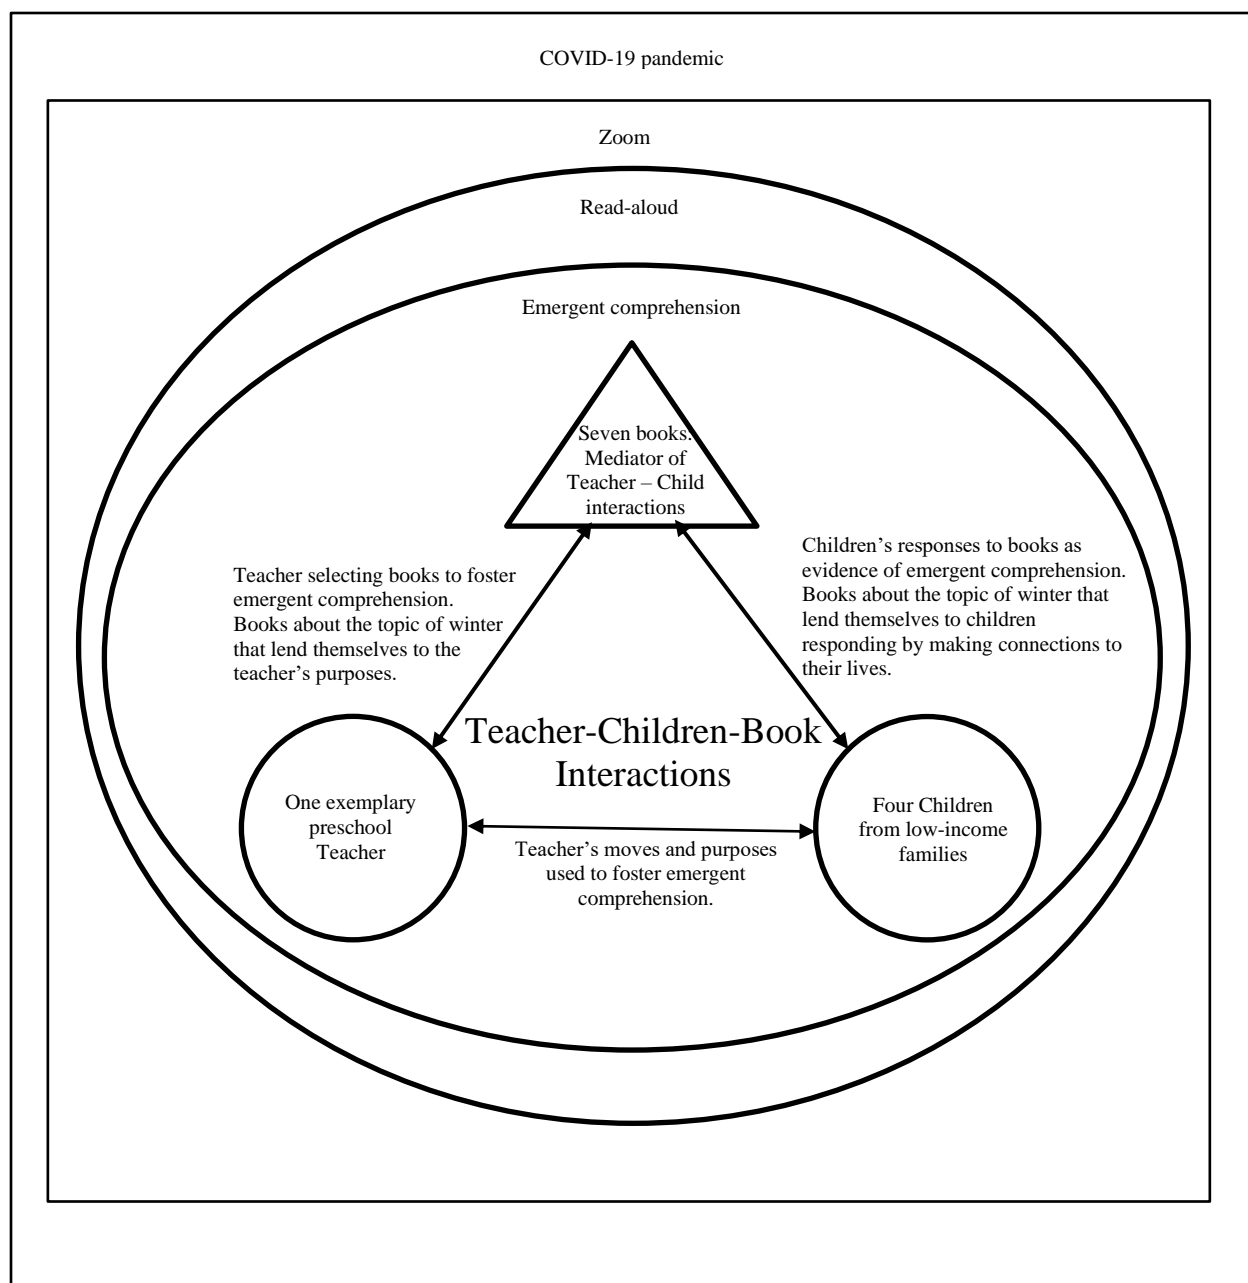 COVID-19 pandemic
Zoom
Read-aloud
Emergent comprehension
Seven books:
Mediator of
Teacher – Child
interactions
Teacher selecting books to foster
emergent comprehension.
Books about the topic of winter
that lend themselves to the
teacher’s purposes.
Children’s responses to books as
evidence of emergent comprehension.
Books about the topic of winter that
lend themselves to children
responding by making connections to
their lives.
Teacher-Children-Book
Interactions
One exemplary
preschool
Teacher
Teacher’s moves and purposes
used to foster emergent
comprehension.
Four Children
from low-income
families